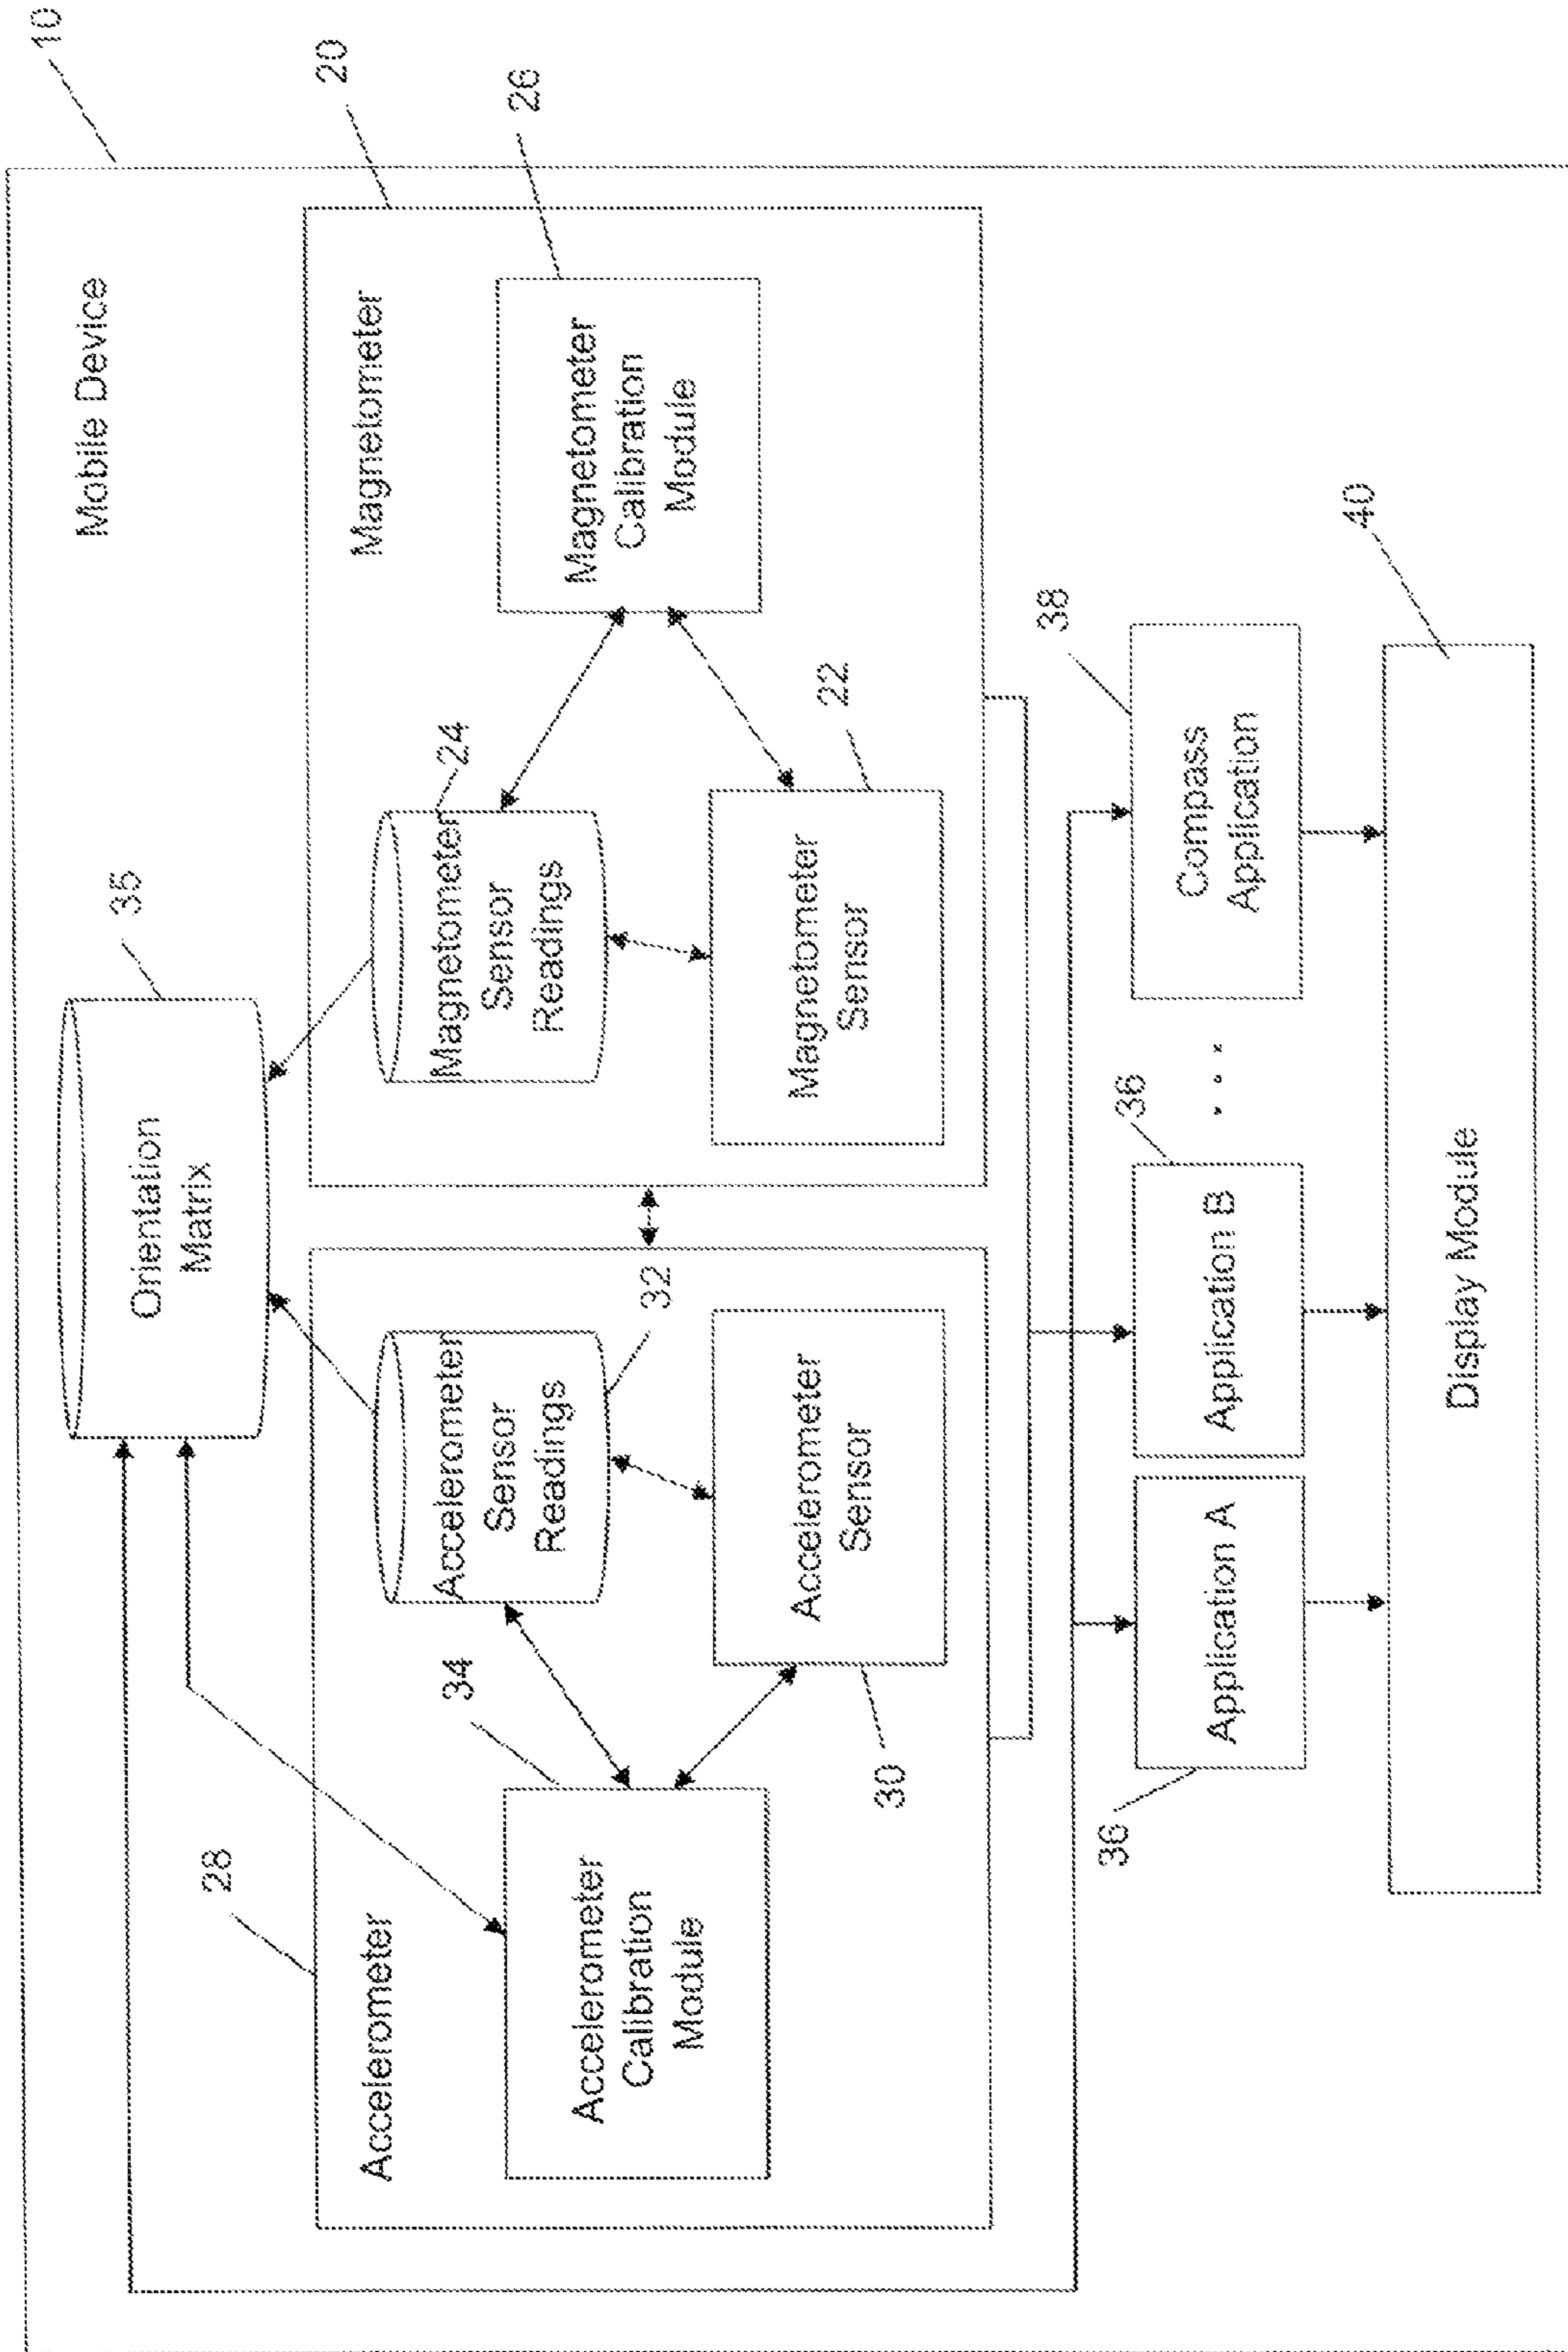 10
Mobile Device
35
Orientation
Matrix
28
20
Accelerometer
Magnetometer
34
Accelerometer
Sensor
Readings
32
24
Magnetometer
Sensor
Readings
26
Accelerometer
Calibration
Module
Magnetometer
Calibration
Module
30
Accelerometer
Sensor
22
Magnetometer
Sensor
36
Application A
36
Application B
. . .
38
Compass
Application
40
Display Module